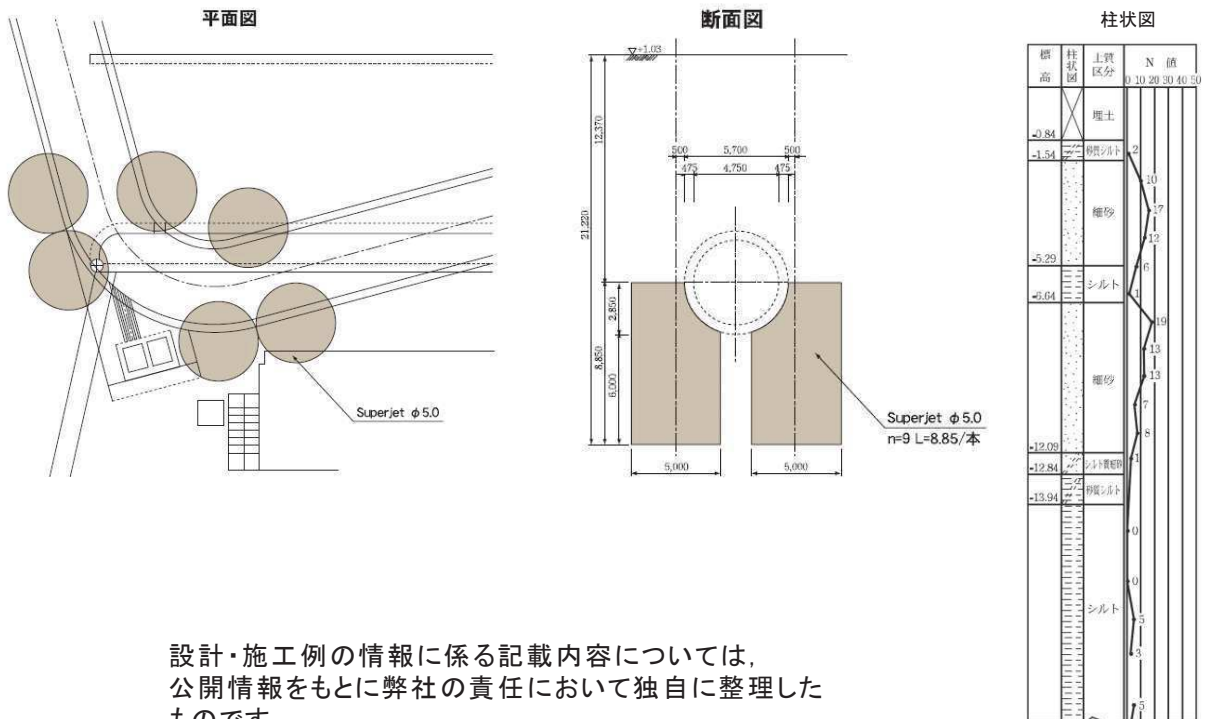 平面図
Superjet φ5.0
断面図
+1.03
12,370
21,220
500 5,700 500
475 4,750 475
2,850
8,850
6,000
5,000 5,000
Superjet φ5.0
n=9 L=8.85/本
柱状図
標高 柱状図 土質区分 N 値
0 10 20 30 40 50
埋土
-0.84
砂質シルト 2
-1.54
10
細砂 17
12
-5.29
6
シルト 1
-6.64
19
13
細砂 13
7
8
-12.09
シルト質細砂 1
-12.84
砂質シルト
-13.94
0
0
シルト
5
3
5
設計・施工例の情報に係る記載内容については,
公開情報をもとに弊社の責任において独自に整理した
ものです